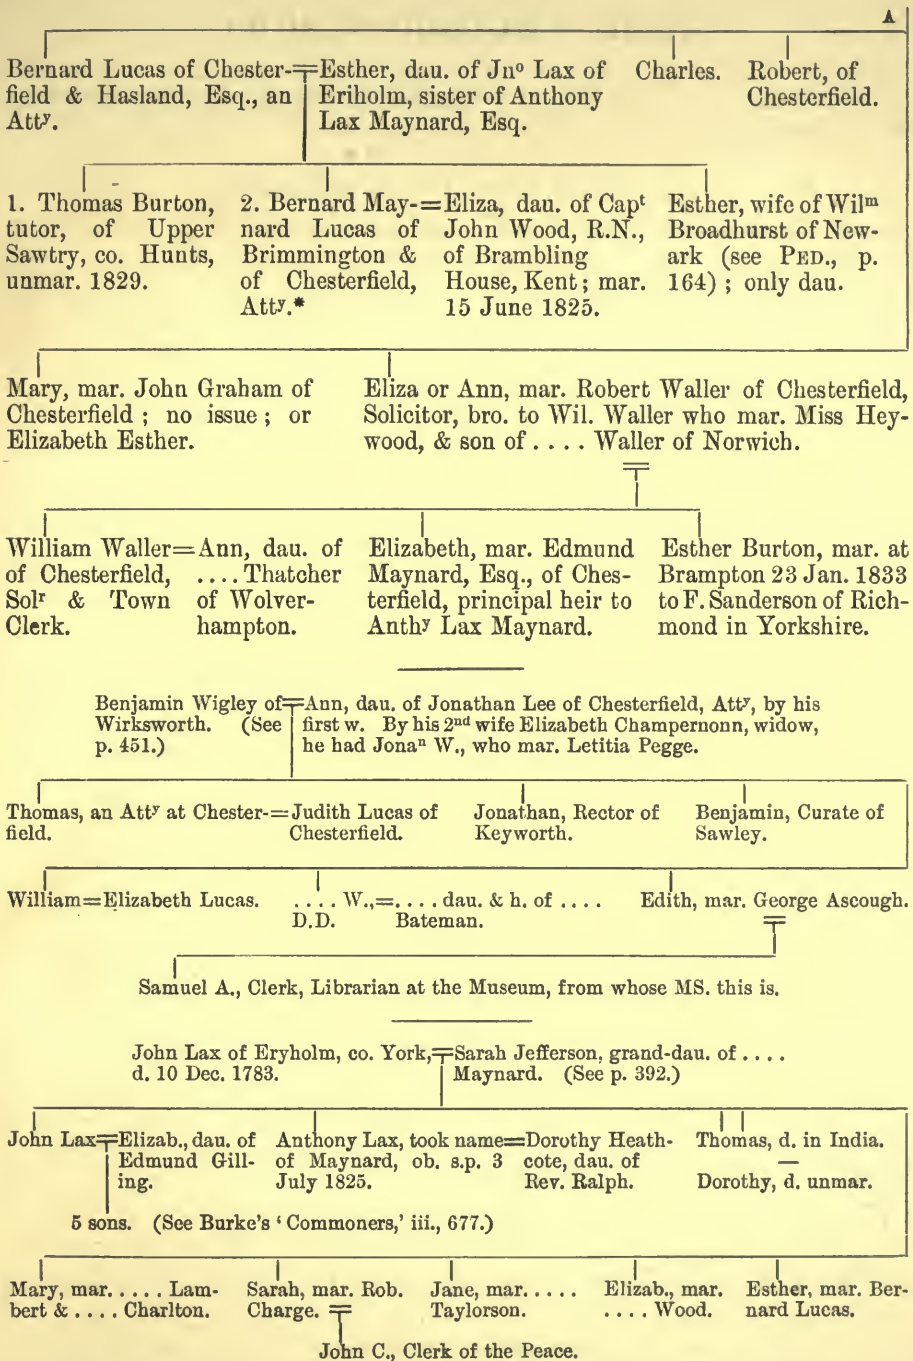 A
Bernard Lucas of Chester-=Esther, dau. of Jnº Lax of Charles. Robert, of
field & Hasland, Esq., an Eriholm, sister of Anthony Chesterfield.
Attʸ. Lax Maynard, Esq.
1. Thomas Burton, 2. Bernard May-=Eliza, dau. of Capᵗ Esther, wife of Wilᵐ
tutor, of Upper nard Lucas of John Wood, R.N., Broadhurst of New-
Sawtry, co. Hunts, Brimmington & of Brambling ark (see PED., p.
unmar. 1829. of Chesterfield, House, Kent; mar. 164); only dau.
Attʸ.* 15 June 1825.
Mary, mar. John Graham of Eliza or Ann, mar. Robert Waller of Chesterfield,
Chesterfield; no issue; or Solicitor, bro. to Wil. Waller who mar. Miss Hey-
Elizabeth Esther. wood, & son of .... Waller of Norwich.
William Waller=Ann, dau. of Elizabeth, mar. Edmund Esther Burton, mar. at
of Chesterfield, ....Thatcher Maynard, Esq., of Ches- Brampton 23 Jan. 1833
Solʳ & Town of Wolver- terfield, principal heir to to F. Sanderson of Rich-
Clerk. hampton. Anthʸ Lax Maynard. mond in Yorkshire.
Benjamin Wigley of=Ann, dau. of Jonathan Lee of Chesterfield, Attʸ, by his
Wirksworth. (See first w. By his 2ⁿᵈ wife Elizabeth Champernonn, widow,
p. 451.) he had Jonaⁿ W., who mar. Letitia Pegge.
Thomas, an Attʸ at Chester-=Judith Lucas of Jonathan, Rector of Benjamin, Curate of
field. Chesterfield. Keyworth. Sawley.
William=Elizabeth Lucas. .... W.,=.... dau. & h. of .... Edith, mar. George Ascough.
D.D. Bateman.
Samuel A., Clerk, Librarian at the Museum, from whose MS. this is.
John Lax of Eryholm, co. York,=Sarah Jefferson, grand-dau. of ....
d. 10 Dec. 1783. Maynard. (See p. 392.)
John Lax=Elizab., dau. of Anthony Lax, took name=Dorothy Heath- Thomas, d. in India.
Edmund Gill- of Maynard, ob. s.p. 3 cote, dau. of —
ing. July 1825. Rev. Ralph. Dorothy, d. unmar.
5 sons. (See Burke's ‘Commoners,’ iii., 677.)
Mary, mar. .... Lam- Sarah, mar. Rob. Jane, mar. .... Elizab., mar. Esther, mar. Ber-
bert & .... Charlton. Charge. Taylorson. .... Wood. nard Lucas.
John C., Clerk of the Peace.